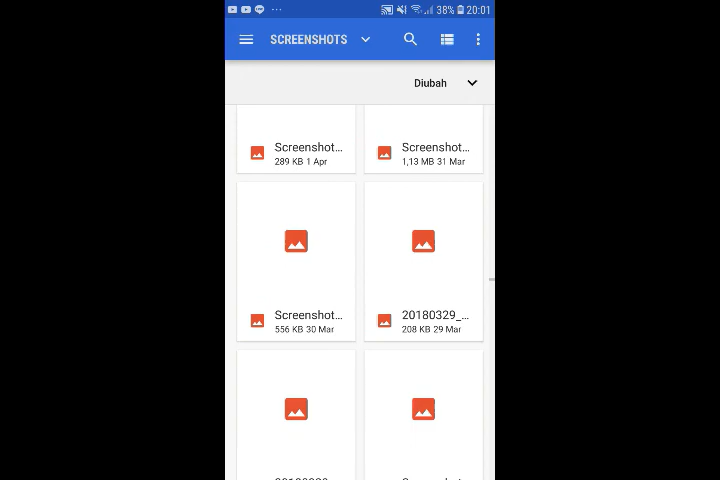 38% 20:01
SCREENSHOTS
Diubah
Screenshot... Screenshot...
289 KB 1 Apr 1,13 MB 31 Mar
Screenshot... 20180329_...
556 KB 30 Mar 208 KB 29 Mar